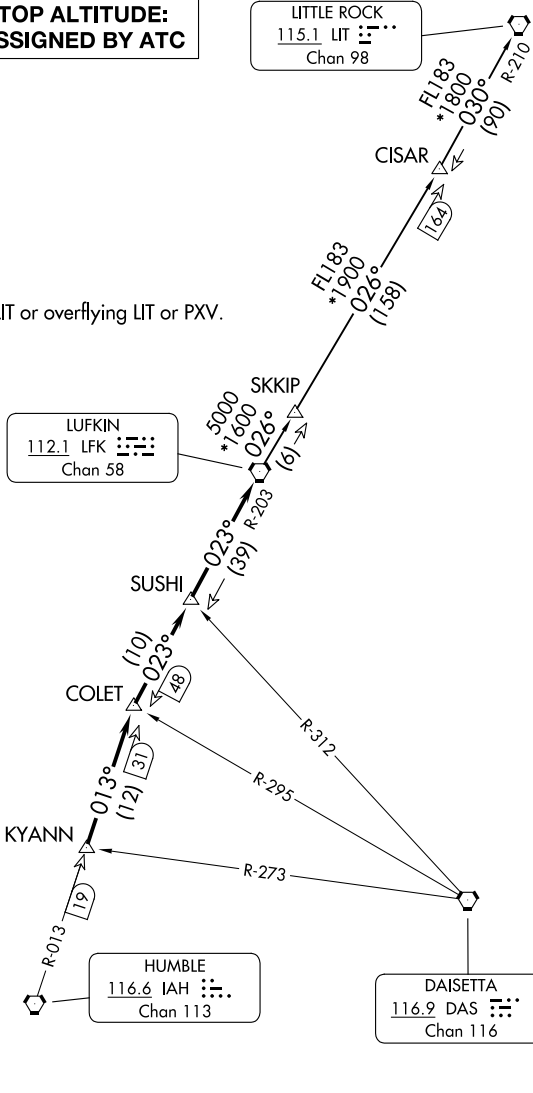 TOP ALTITUDE:
SSIGNED BY ATC
LITTLE ROCK
115.1 LIT
Chan 98
R-210
FL183
*1800
030°
(90)
CISAR
164
FL183
*1900
026°
(158)
IT or overflying LIT or PXV.
SKKIP
5000
*1600
026°
(6)
LUFKIN
112.1 LFK
Chan 58
R-203
023°
(39)
SUSHI
(10)
023°
COLET
48
R-312
31
013°
(12)
R-295
KYANN
R-273
19
R-013
HUMBLE
116.6 IAH
Chan 113
DAISETTA
116.9 DAS
Chan 116